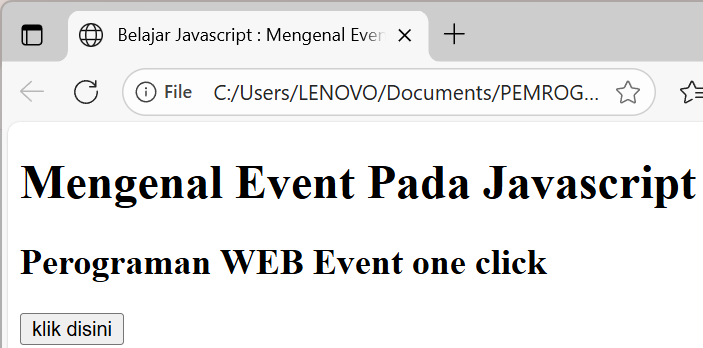 Belajar Javascript : Mengenal Even
File C:/Users/LENOVO/Documents/PEMROG...
Mengenal Event Pada Javascript
Perograman WEB Event one click
klik disini